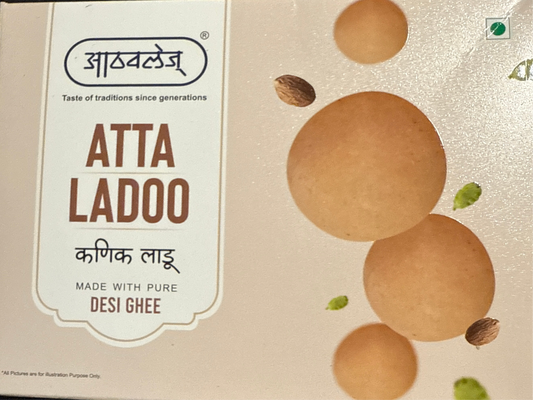 आठवलेज् ®
Taste of traditions since generations
ATTA
LADOO
कणिक लाडू
MADE WITH PURE
DESI GHEE
*All Pictures are for Illustration Purpose Only.